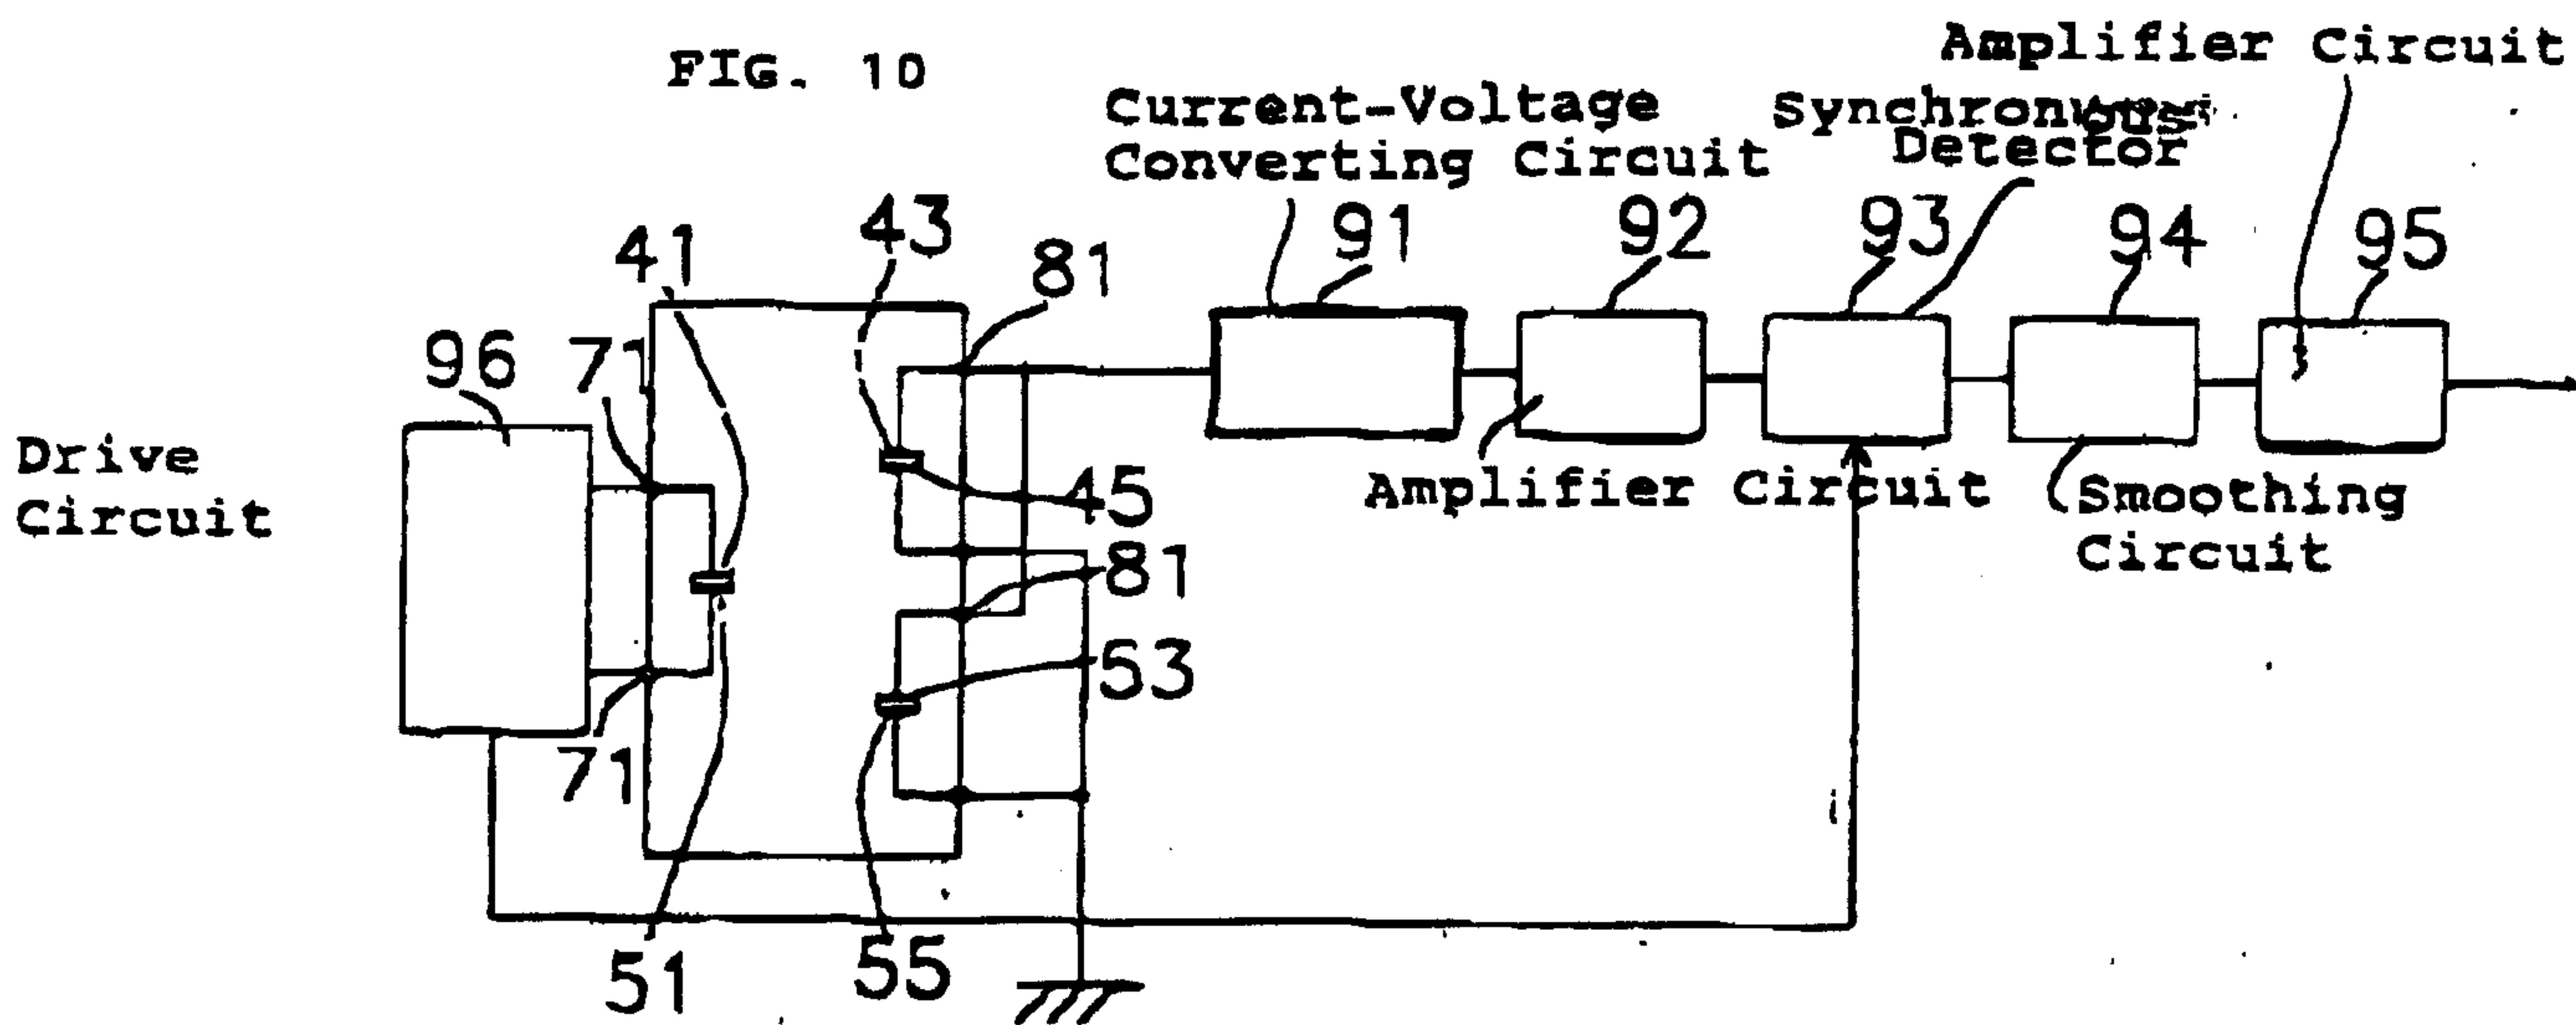 FIG. 10
Amplifier Circuit
Current-Voltage
Converting Circuit
Synchronous
Detector
43
41
81
91
92
93
94
95
96
71
Drive
Circuit
45
Amplifier Circuit
Smoothing
Circuit
81
53
71
51
55